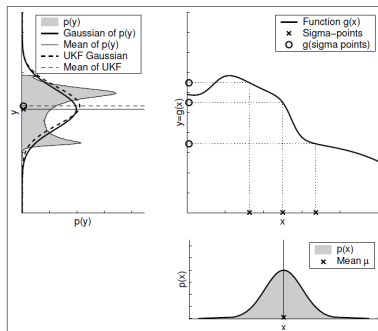 p(y)
Gaussian of p(y)
Mean of p(y)
UKF Gaussian
Mean of UKF
y
p(y)
Function g(x)
Sigma-points
g(sigma points)
y=g(x)
x
p(x)
Mean μ
p(x)
x